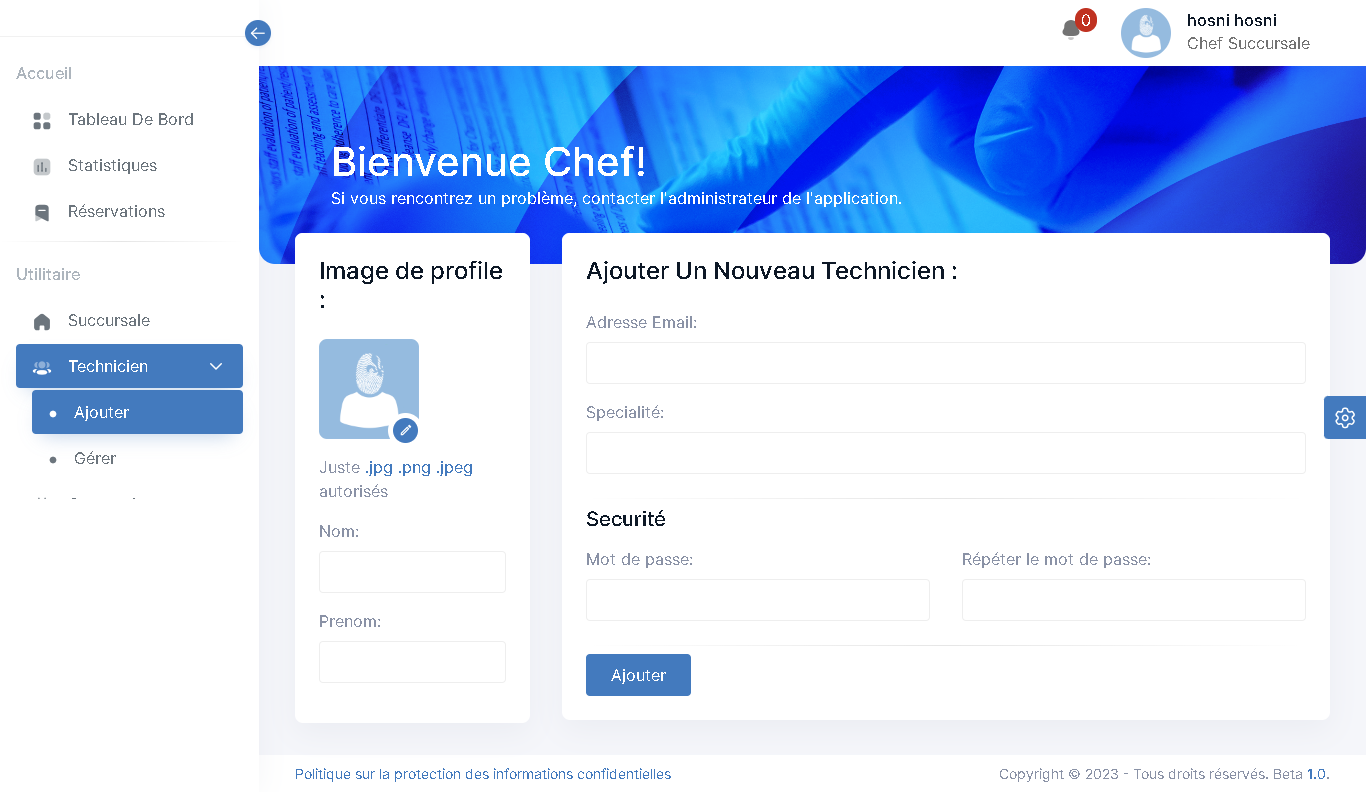 0
hosni hosni
Chef Succursale
Accueil
Tableau De Bord
Statistiques
Réservations
Utilitaire
Succursale
Technicien
Ajouter
Gérer
Bienvenue Chef!
Si vous rencontrez un problème, contacter l'administrateur de l'application.
Image de profile
:
Juste .jpg .png .jpeg
autorisés
Nom:
Prenom:
Ajouter Un Nouveau Technicien :
Adresse Email:
Specialité:
Securité
Mot de passe:
Répéter le mot de passe:
Ajouter
Politique sur la protection des informations confidentielles
Copyright © 2023 - Tous droits réservés. Beta 1.0.